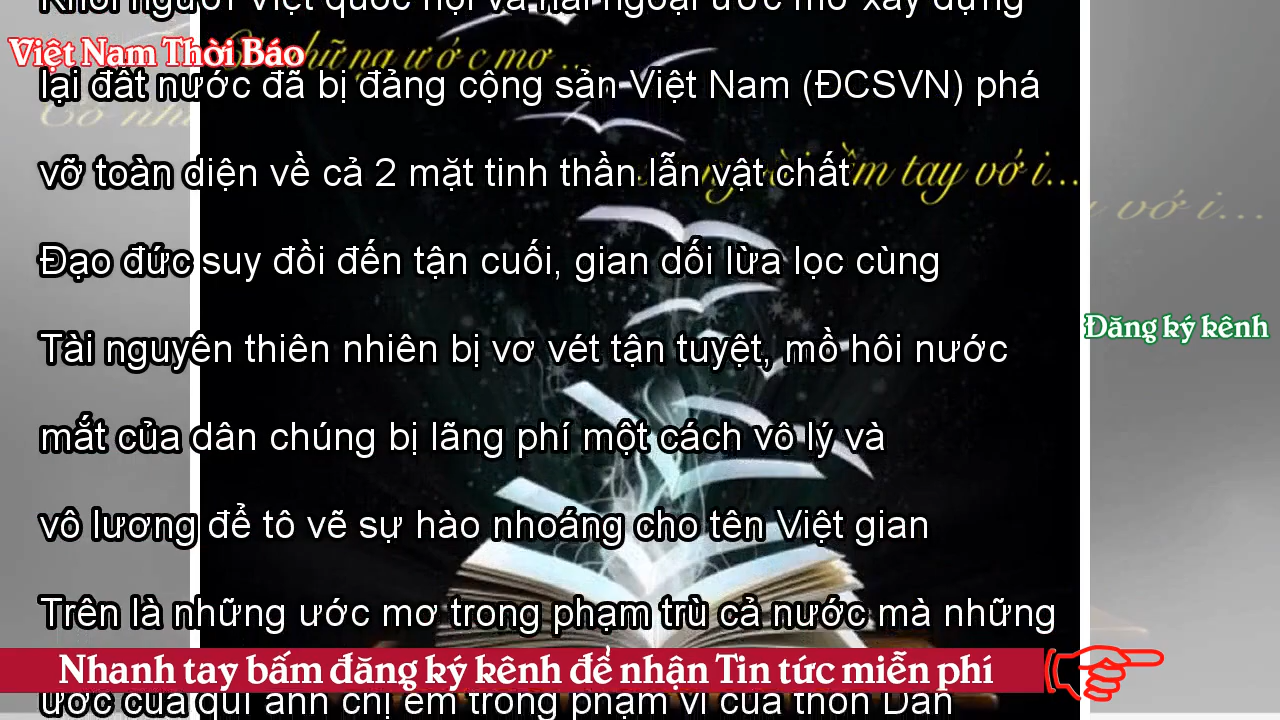 Khối người Việt quốc nội và hải ngoại ước mơ xây dựng
Việt Nam Thời Báo
những ước mơ ...
lại đất nước đã bị đảng cộng sản Việt Nam (ĐCSVN) phá
vỡ toàn diện về cả 2 mặt tinh thần lẫn vật chất
tay với...
Đạo đức suy đồi đến tận cuối, gian dối lừa lọc cùng
Đăng ký kênh
Tài nguyên thiên nhiên bị vơ vét tận tuyệt, mồ hôi nước
mắt của dân chúng bị lãng phí một cách vô lý và
vô lương để tô vẽ sự hào nhoáng cho tên Việt gian
Trên là những ước mơ trong phạm trù cả nước mà những
Nhanh tay bấm đăng ký kênh để nhận Tin tức miễn phí
ước của quí anh chị em trong phạm vi của thôn Dân